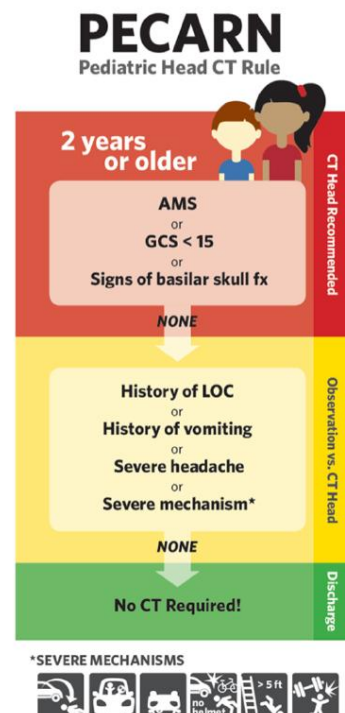 PECARN
Pediatric Head CT Rule
2 years
or older
AMS
or
GCS < 15
or
Signs of basilar skull fx
NONE
CT Head Recommended
History of LOC
or
History of vomiting
or
Severe headache
or
Severe mechanism*
NONE
Observation vs. CT Head
No CT Required!
Discharge
*SEVERE MECHANISMS
no
helmet
> 5 ft